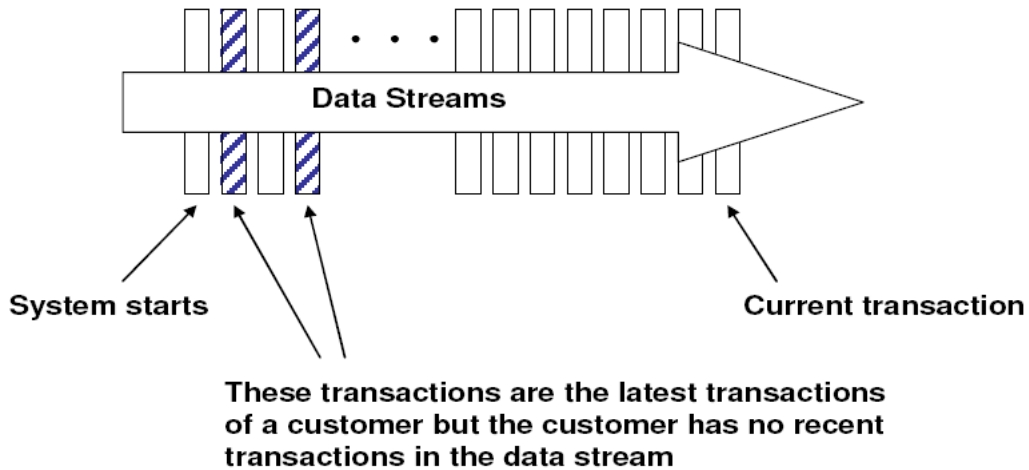 Data Streams
System starts
Current transaction
These transactions are the latest transactions
of a customer but the customer has no recent
transactions in the data stream